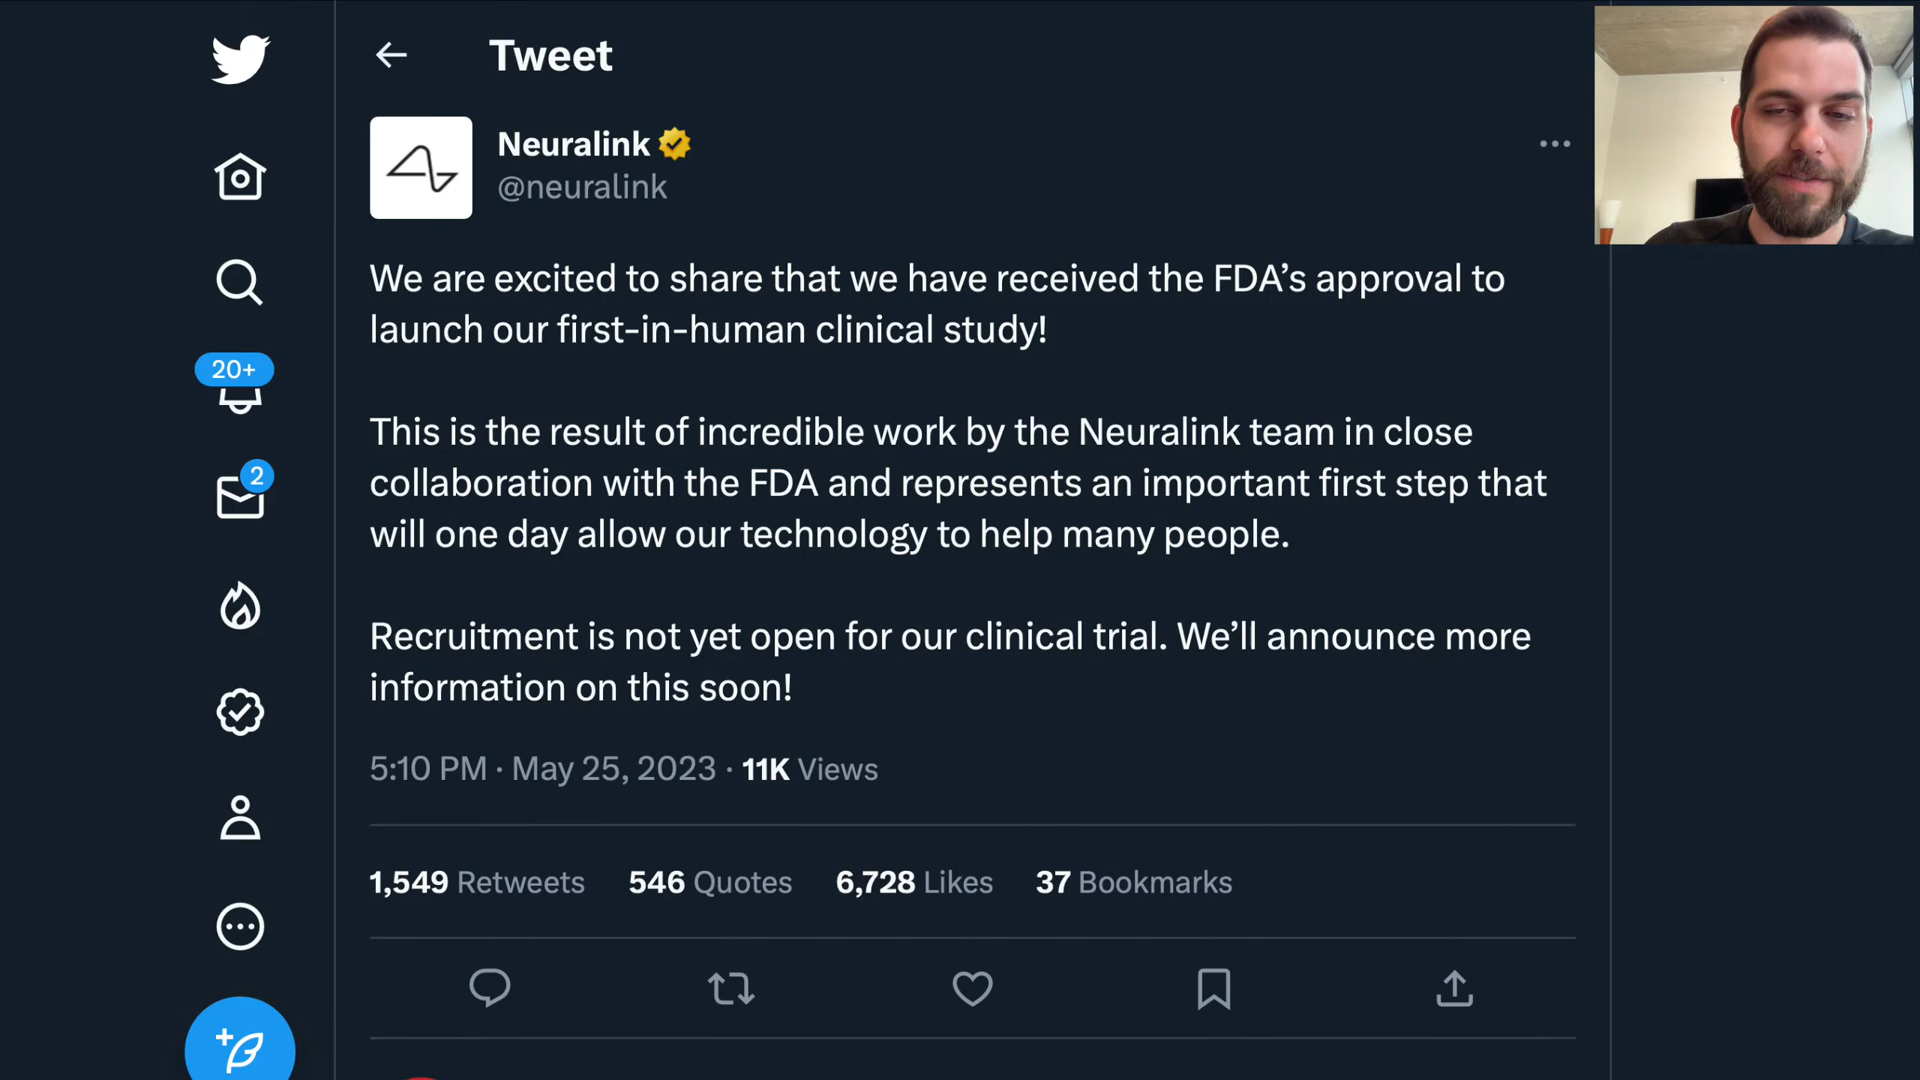 Tweet
Neuralink
@neuralink
We are excited to share that we have received the FDA’s approval to
launch our first-in-human clinical study!
This is the result of incredible work by the Neuralink team in close
collaboration with the FDA and represents an important first step that
will one day allow our technology to help many people.
Recruitment is not yet open for our clinical trial. We’ll announce more
information on this soon!
5:10 PM · May 25, 2023 · 11K Views
1,549 Retweets 546 Quotes 6,728 Likes 37 Bookmarks
20+
2